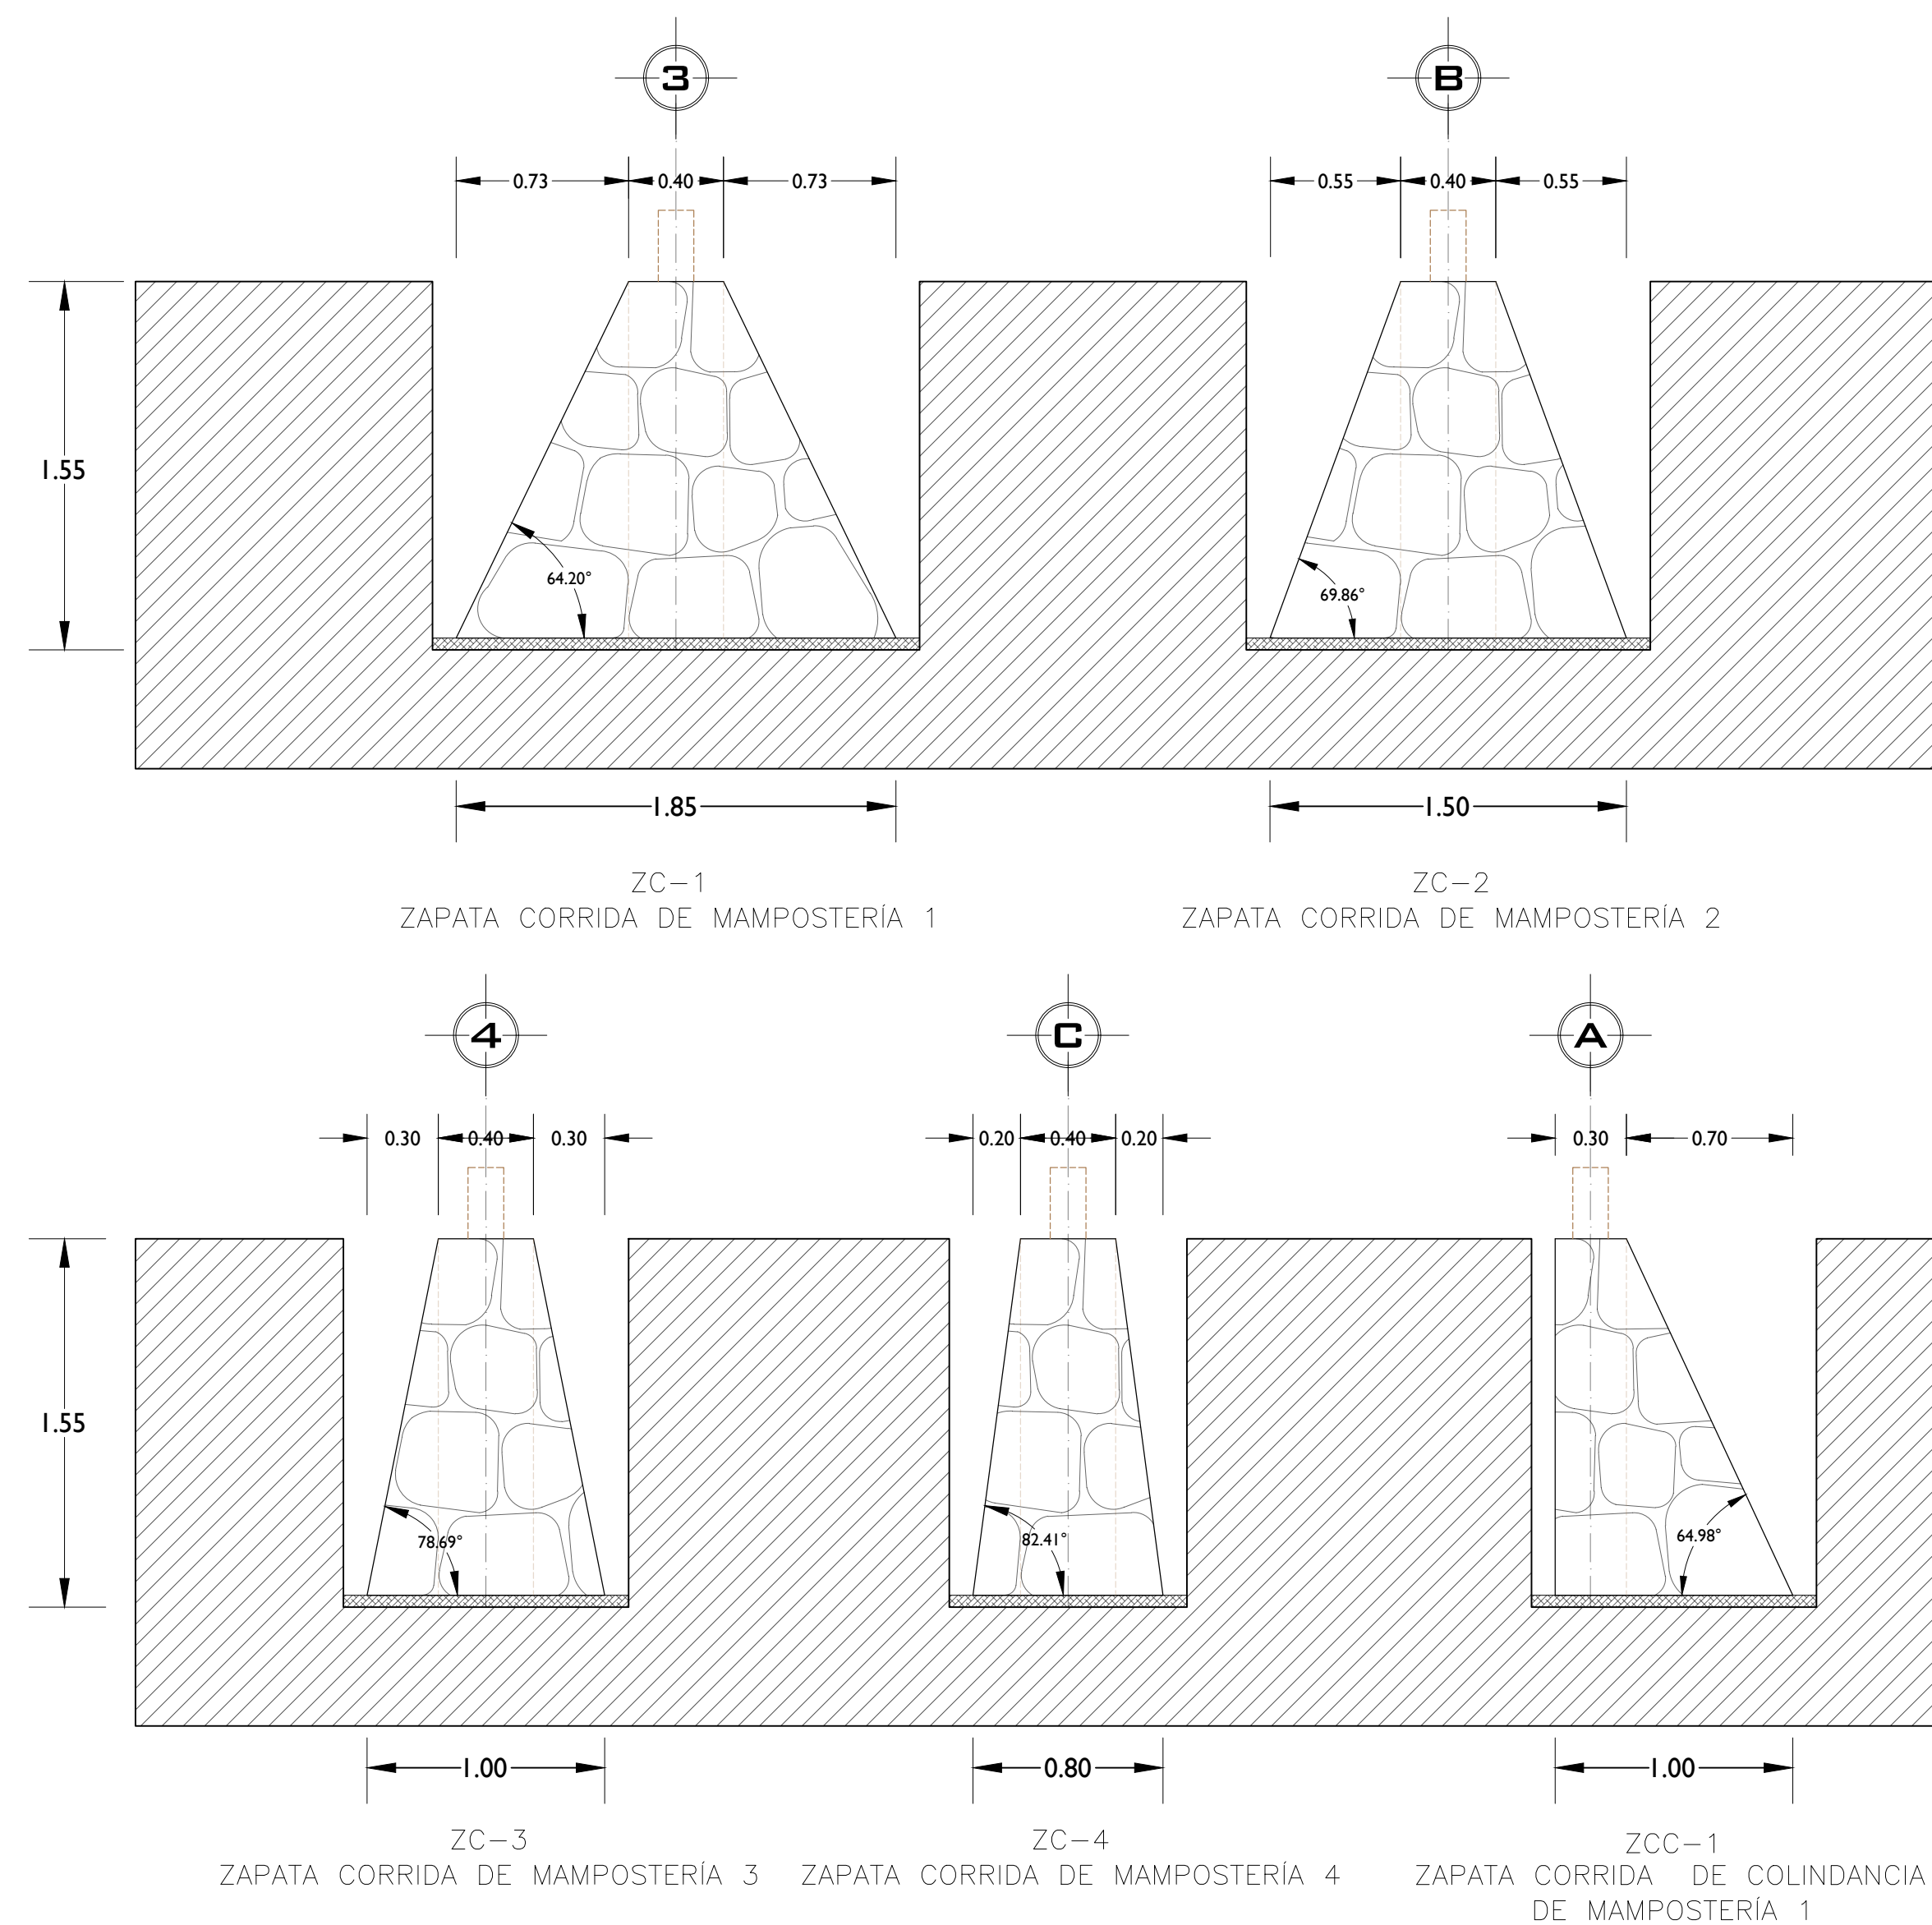 3 B
0.73 0.40 0.73 0.55 0.40 0.55
1.55
64.20° 69.86°
1.85 1.50
ZC-1 ZC-2
ZAPATA CORRIDA DE MAMPOSTERÍA 1 ZAPATA CORRIDA DE MAMPOSTERÍA 2
4 C A
0.30 0.40 0.30 0.20 0.40 0.20 0.30 0.70
1.55
78.69° 82.41° 64.98°
1.00 0.80 1.00
ZC-3 ZC-4 ZCC-1
ZAPATA CORRIDA DE MAMPOSTERÍA 3 ZAPATA CORRIDA DE MAMPOSTERÍA 4 ZAPATA CORRIDA DE COLINDANCIA
DE MAMPOSTERÍA 1